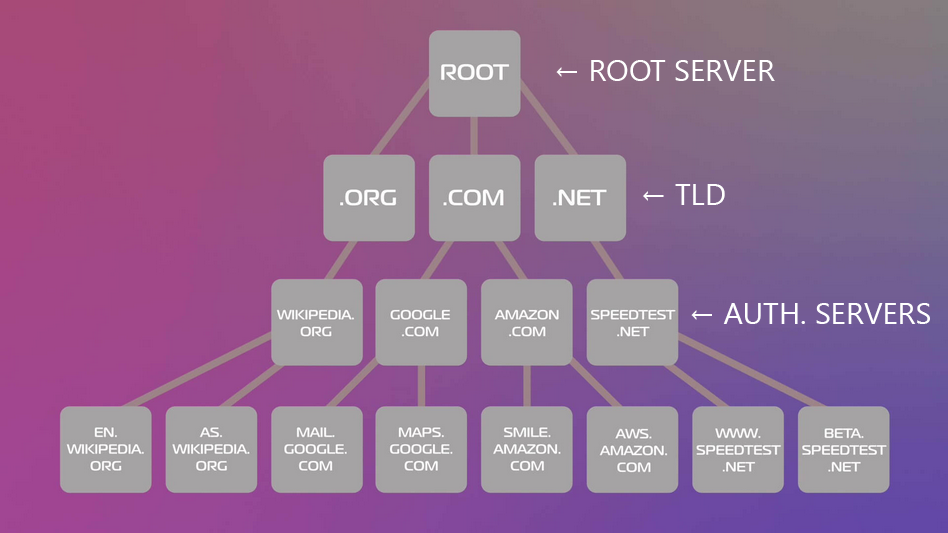 ROOT
← ROOT SERVER
.ORG
.COM
.NET
← TLD
WIKIPEDIA.
ORG
GOOGLE
.COM
AMAZON
.COM
SPEEDTEST
.NET
← AUTH. SERVERS
EN.
WIKIPEDIA.
ORG
AS.
WIKIPEDIA.
ORG
MAIL.
GOOGLE.
COM
MAPS.
GOOGLE.
COM
SMILE.
AMAZON.
COM
AWS.
AMAZON.
COM
WWW.
SPEEDTEST
.NET
BETA.
SPEEDTEST
.NET